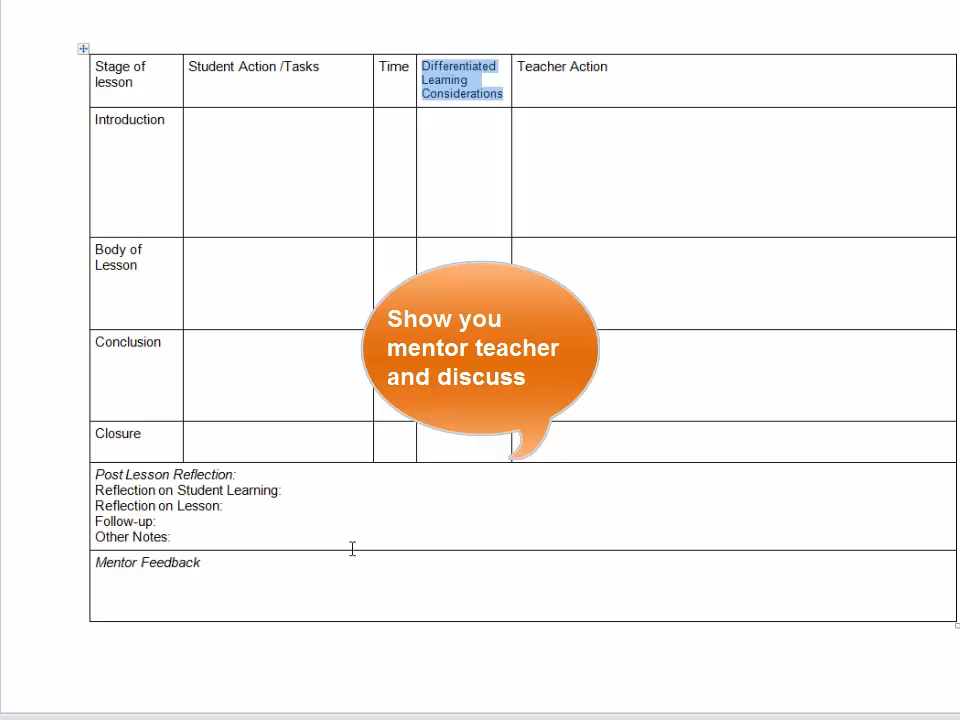 Stage of
lesson
Student Action /Tasks
Time
Differentiated
Learning
Considerations
Teacher Action
Introduction
Body of
Lesson
Conclusion
Closure
Show you
mentor teacher
and discuss
Post Lesson Reflection:
Reflection on Student Learning:
Reflection on Lesson:
Follow-up:
Other Notes:
Mentor Feedback